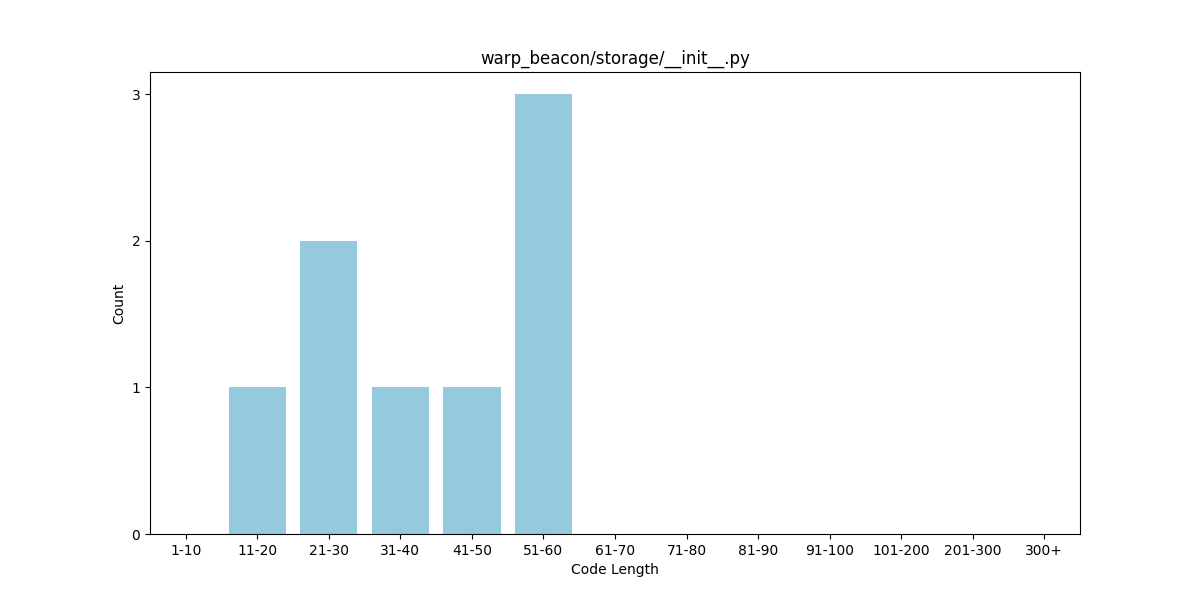 warp_beacon/storage/__init__.py
3
2
1
0
Count
1-10 11-20 21-30 31-40 41-50 51-60 61-70 71-80 81-90 91-100 101-200 201-300 300+
Code Length